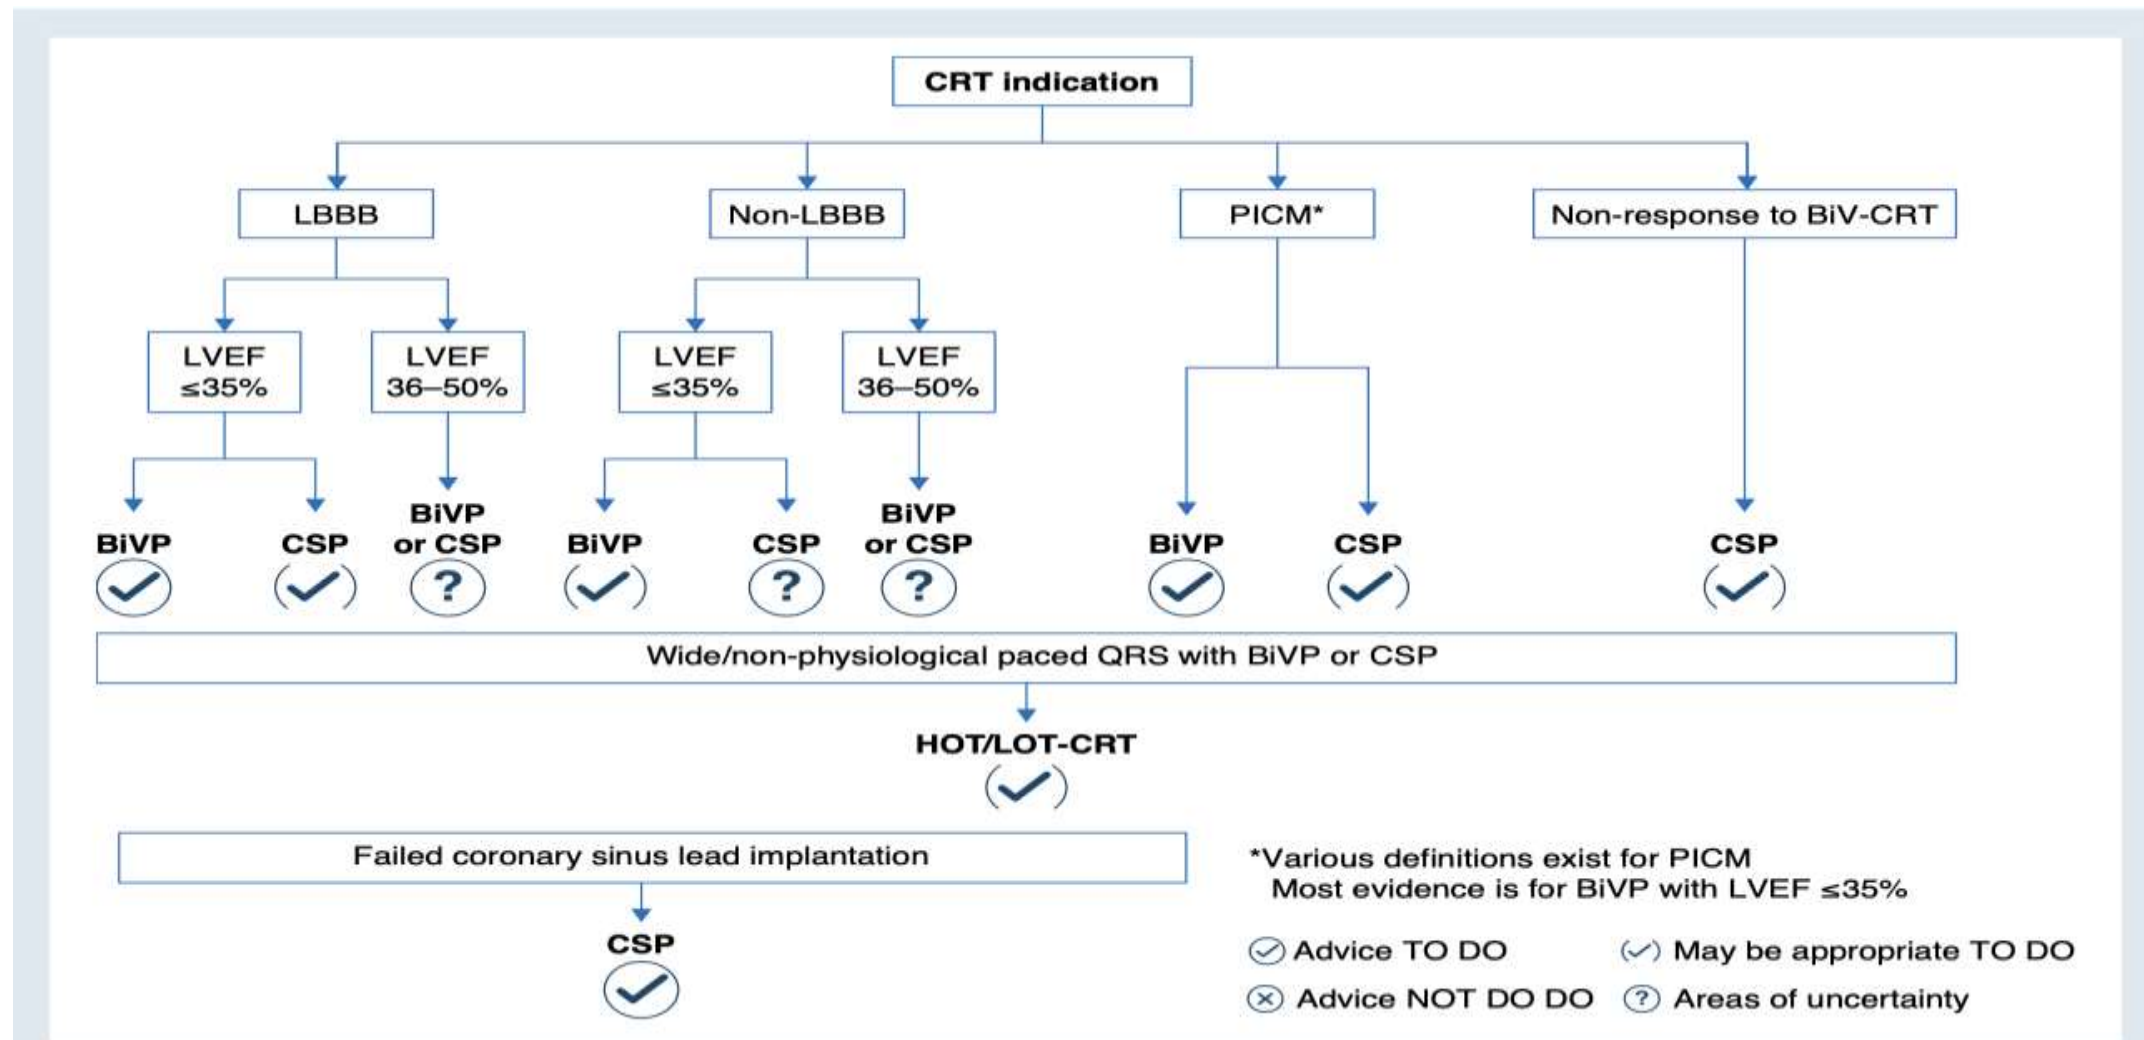 CRT indication
LBBB
Non-LBBB
PICM*
Non-response to BiV-CRT
LVEF
≤35%
LVEF
36–50%
LVEF
≤35%
LVEF
36–50%
BiVP
CSP
BiVP
or CSP
?
BiVP
CSP
?
BiVP
or CSP
?
BiVP
CSP
CSP
Wide/non-physiological paced QRS with BiVP or CSP
HOT/LOT-CRT
Failed coronary sinus lead implantation
CSP
*Various definitions exist for PICM
Most evidence is for BiVP with LVEF ≤35%
Advice TO DO
May be appropriate TO DO
Advice NOT DO DO
? Areas of uncertainty